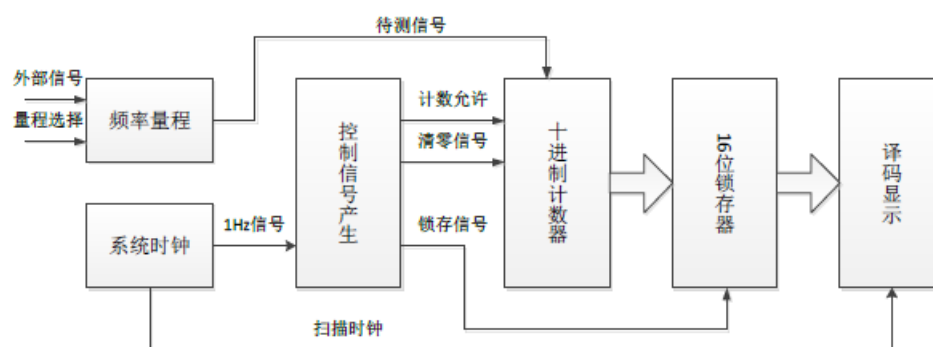 待测信号
外部信号
量程选择
频率量程
计数允许
清零信号
控制信号产生
十进制计数器
16位锁存器
译码显示
系统时钟
1Hz信号
锁存信号
扫描时钟